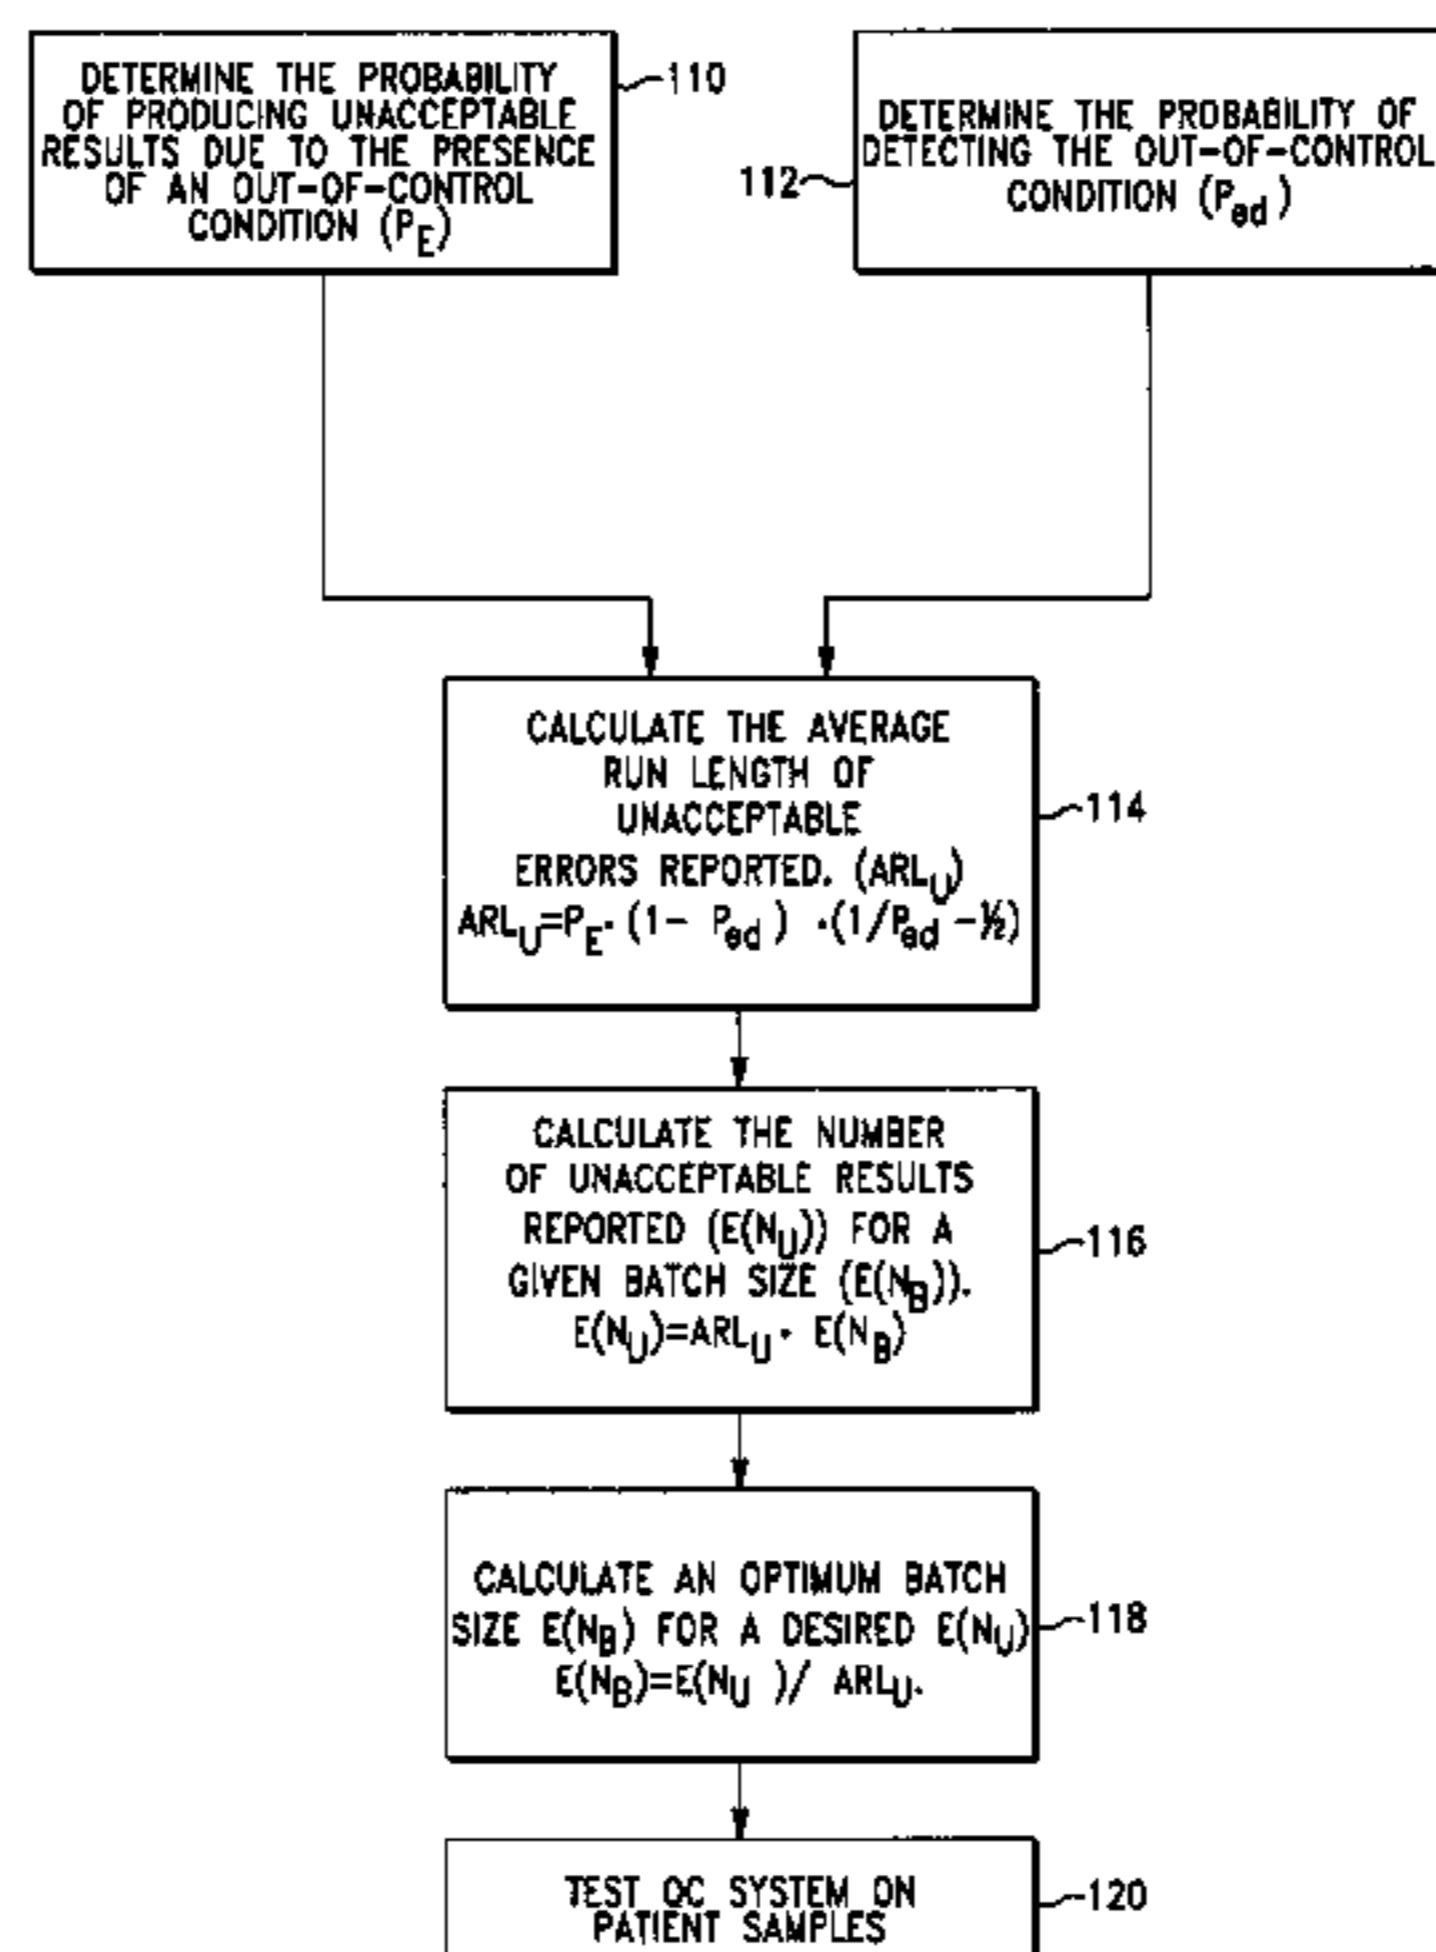 DETERMINE THE PROBABILITY
OF PRODUCING UNACCEPTABLE
RESULTS DUE TO THE PRESENCE
OF AN OUT-OF-CONTROL
CONDITION (P_E)
110
DETERMINE THE PROBABILITY OF
DETECTING THE OUT-OF-CONTROL
CONDITION (P_ed)
112
CALCULATE THE AVERAGE
RUN LENGTH OF
UNACCEPTABLE
ERRORS REPORTED. (ARL_U)
ARL_U=P_E·(1- P_ed) ·(1/P_ed -½)
114
CALCULATE THE NUMBER
OF UNACCEPTABLE RESULTS
REPORTED (E(N_U)) FOR A
GIVEN BATCH SIZE (E(N_B)).
E(N_U)=ARL_U · E(N_B)
116
CALCULATE AN OPTIMUM BATCH
SIZE E(N_B) FOR A DESIRED E(N_U)
E(N_B)=E(N_U )/ ARL_U.
118
TEST QC SYSTEM ON
PATIENT SAMPLES
120